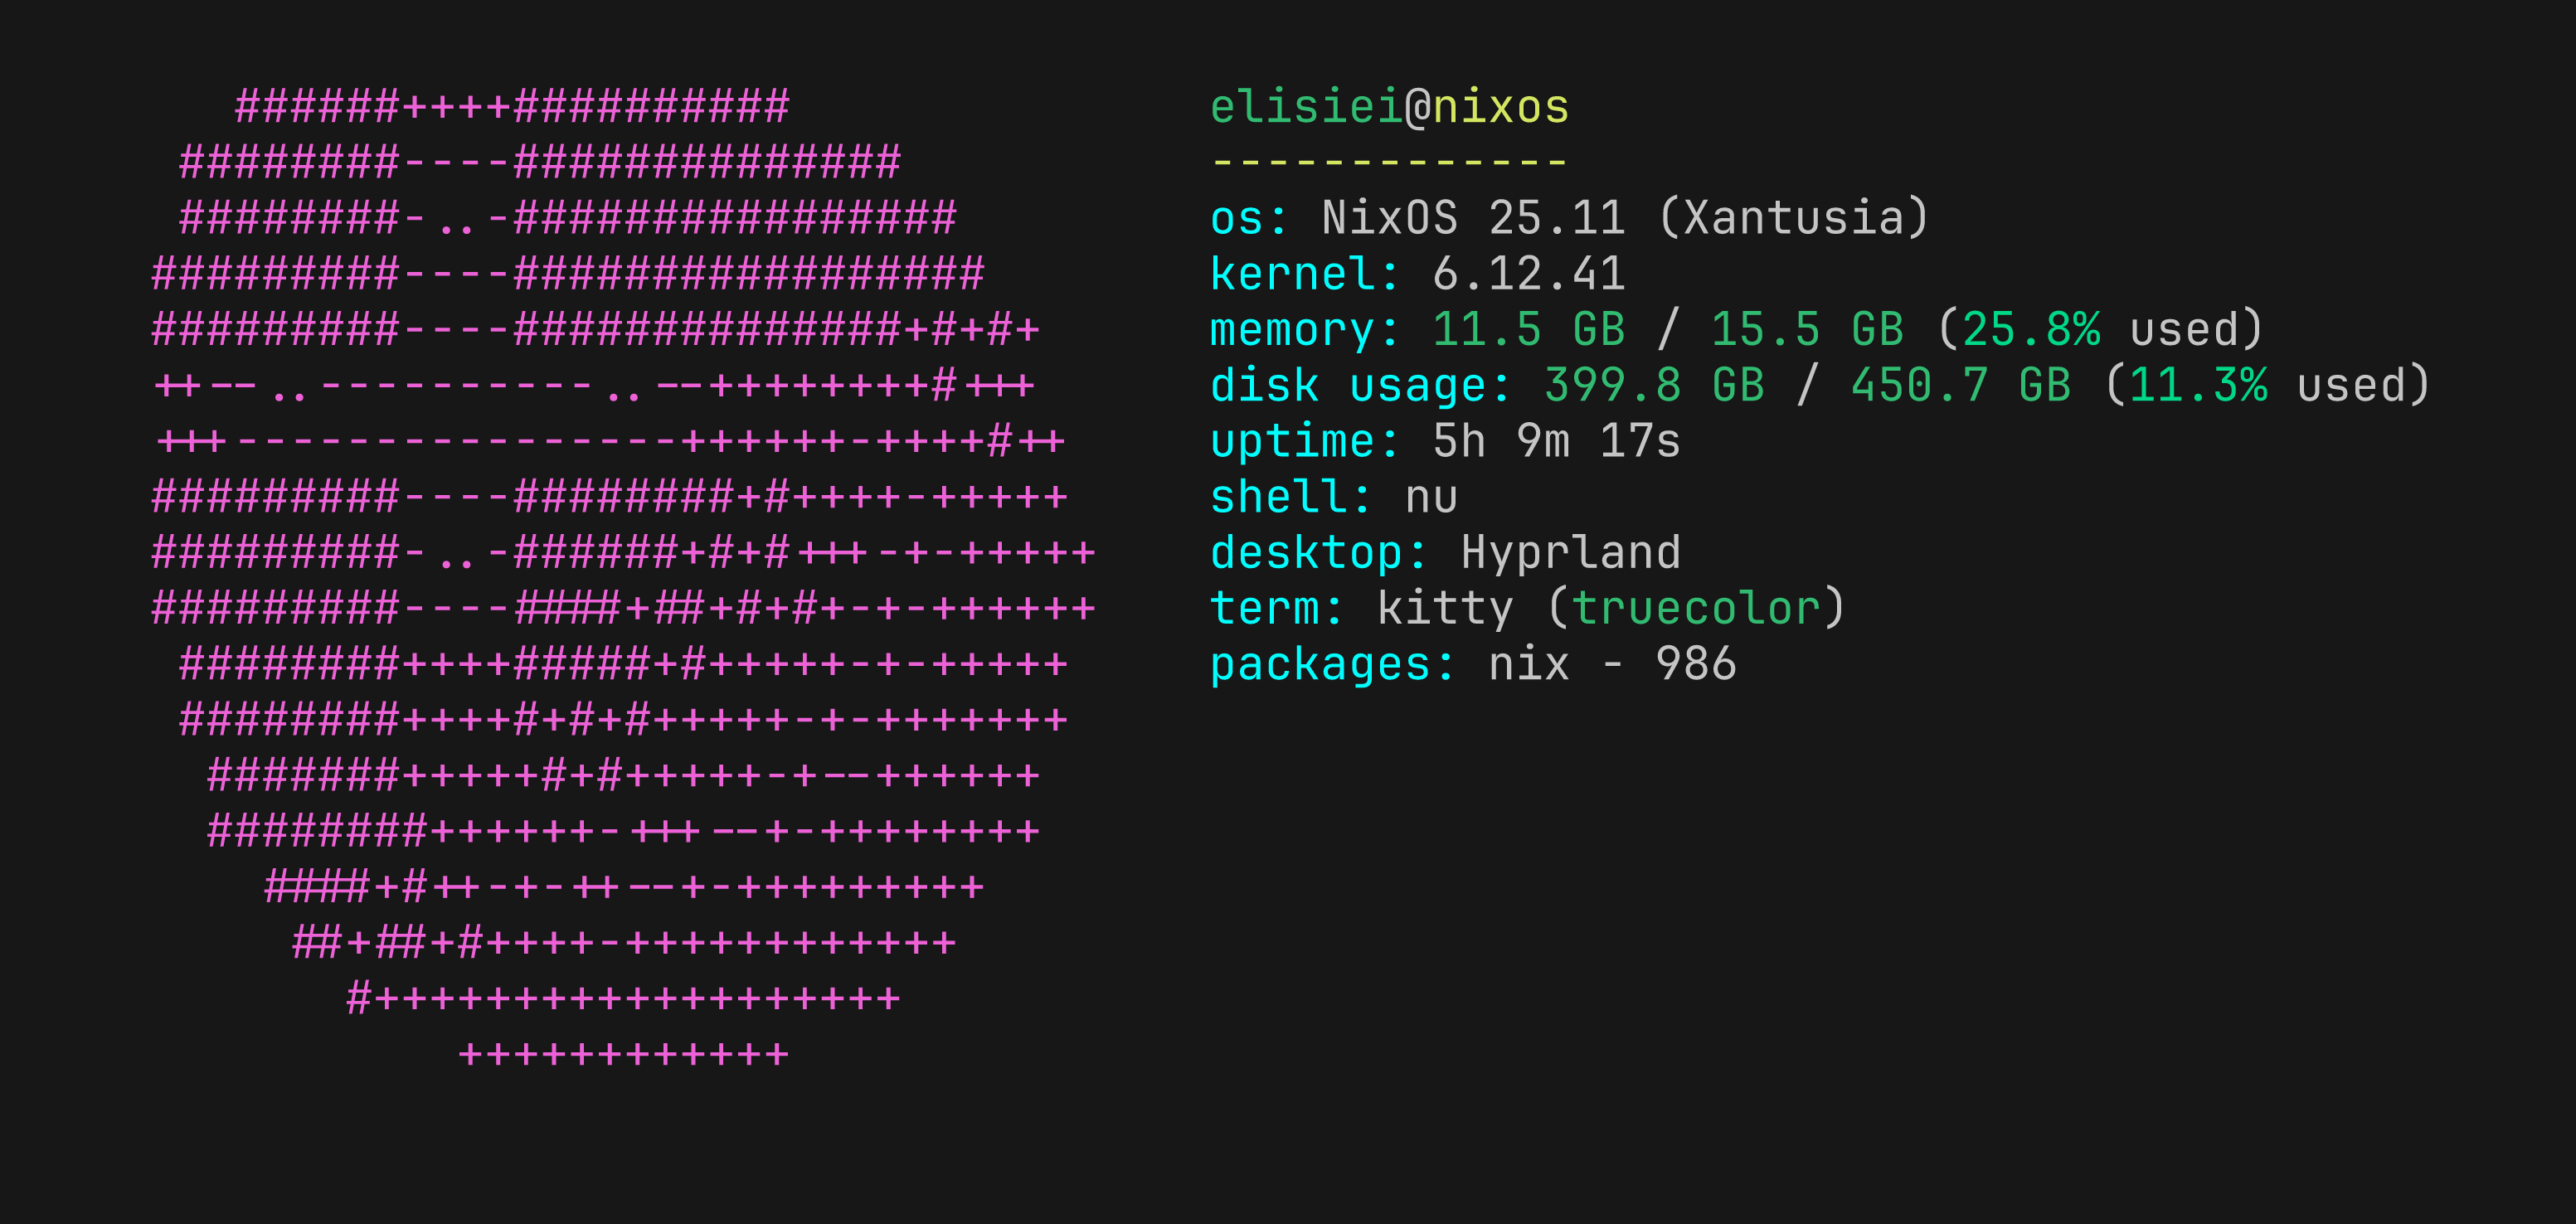 elisiei@nixos
-------------
os: NixOS 25.11 (Xantusia)
kernel: 6.12.41
memory: 11.5 GB / 15.5 GB (25.8% used)
disk usage: 399.8 GB / 450.7 GB (11.3% used)
uptime: 5h 9m 17s
shell: nu
desktop: Hyprland
term: kitty (truecolor)
packages: nix - 986